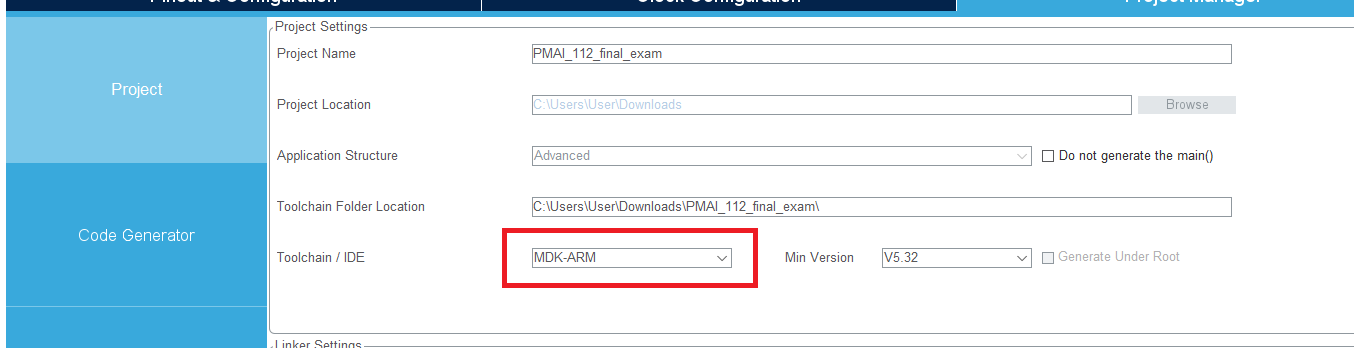 Pinout & Configuration
Clock Configuration
Project Manager
Project Settings
Project
Code Generator
Project Name
PMAI_112_final_exam
Project Location
C:\Users\User\Downloads
Browse
Application Structure
Advanced
Do not generate the main()
Toolchain Folder Location
C:\Users\User\Downloads\PMAI_112_final_exam\
Toolchain / IDE
MDK-ARM
Min Version
V5.32
Generate Under Root
Linker Settings